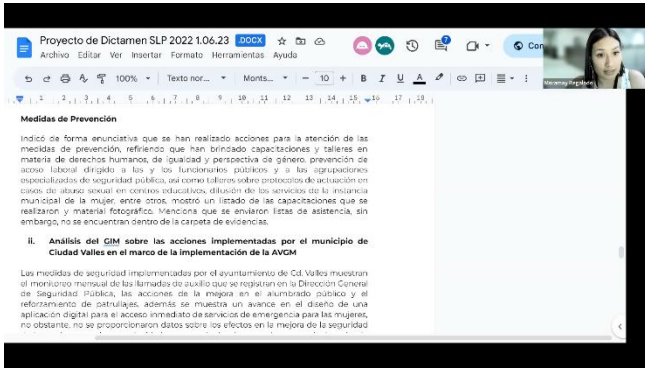 Proyecto de Dictamen SLP 2022 1.06.23 .DOCX
Archivo Editar Ver Insertar Formato Herramientas Ayuda
100% Texto nor... Monts... 10 B I U A
Medidas de Prevención
Indicó de forma enunciativa que se han realizado acciones para la atención de las
medidas de prevención, refiriendo que han brindado capacitaciones y talleres en
materia de derechos humanos, de igualdad y perspectiva de género, prevención de
acoso laboral dirigido a las y los funcionarios públicos y a las agrupaciones
especializadas de seguridad pública, así como talleres sobre protocolos de actuación en
casos de abuso sexual en centros educativos, difusión de los servicios de la instancia
municipal de la mujer, entre otros, mostró un listado de las capacitaciones que se
realizaron y material fotográfico. Menciona que se enviaron listas de asistencia, sin
embargo, no se encuentran dentro de la carpeta de evidencias.
ii. Análisis del GIM sobre las acciones implementadas por el municipio de
Ciudad Valles en el marco de la implementación de la AVGM
Las medidas de seguridad implementadas por el ayuntamiento de Cd. Valles muestran
el monitoreo mensual de las llamadas de auxilio que se registran en la Dirección General
de Seguridad Pública, las acciones de la mejora en el alumbrado público y el
reforzamiento de patrullajes, además se muestra un avance en el diseño de una
aplicación digital para el acceso inmediato de servicios de emergencia para las mujeres,
no obstante, no se proporcionaron datos sobre los efectos en la mejora de la seguridad